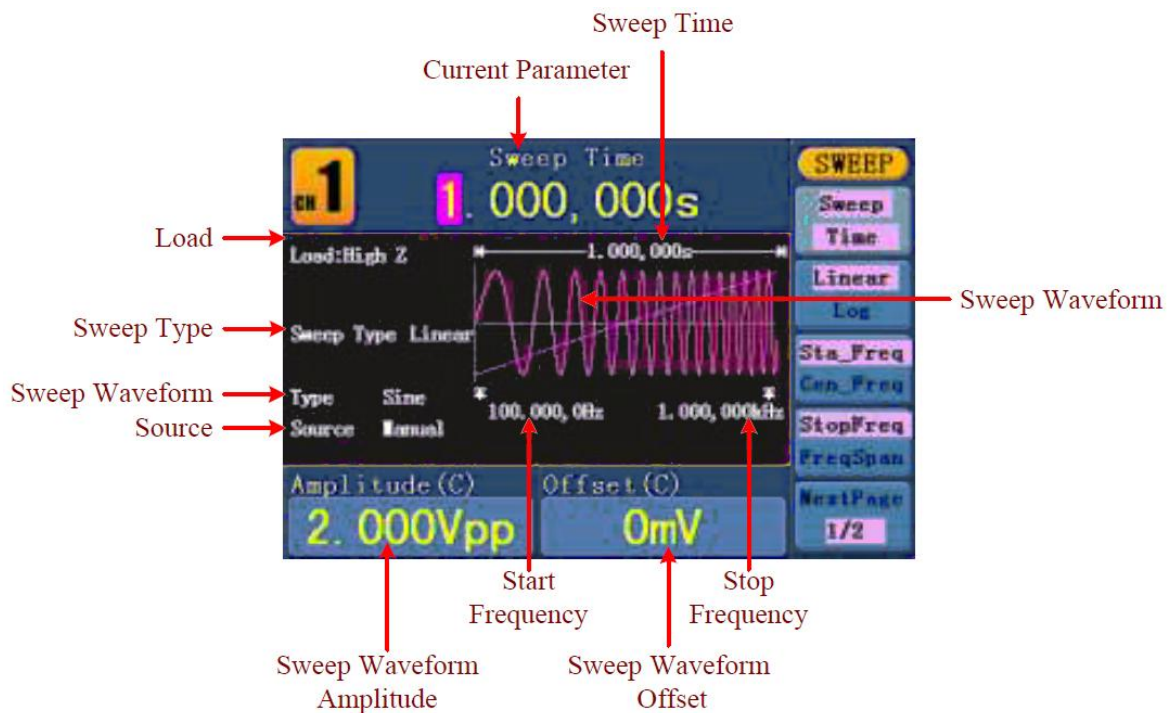 Sweep Time
Current Parameter
CH 1
Sweep Time
1.000,000s
SWEEP
Sweep
Time
Load
Load:High Z
1.000,000s
Linear
Log
Sweep Waveform
Sweep Type
Sweep Type Linear
Sta_Freq
Cen_Freq
Sweep Waveform
Type Sine
100.000,0Hz 1.000,000kHz
Source
Source Manual
StopFreq
FreqSpan
Amplitude(C)
Offset(C)
NextPage
1/2
2.000Vpp
0mV
Start
Frequency
Stop
Frequency
Sweep Waveform
Amplitude
Sweep Waveform
Offset